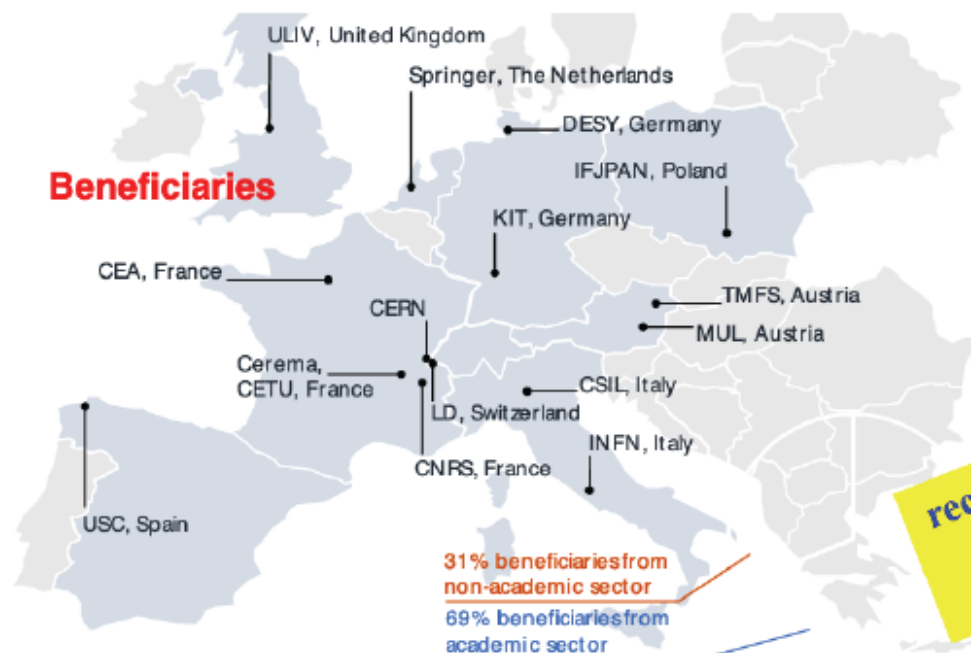 ULIV, United Kingdom
Springer, The Netherlands
DESY, Germany
IFJPAN, Poland
Beneficiaries
KIT, Germany
CEA, France
TMFS, Austria
CERN
MUL, Austria
Cerema,
CETU, France
CSIL, Italy
LD, Switzerland
INFN, Italy
CNRS, France
USC, Spain
31% beneficiaries from
non-academic sector
69% beneficiaries from
academic sector